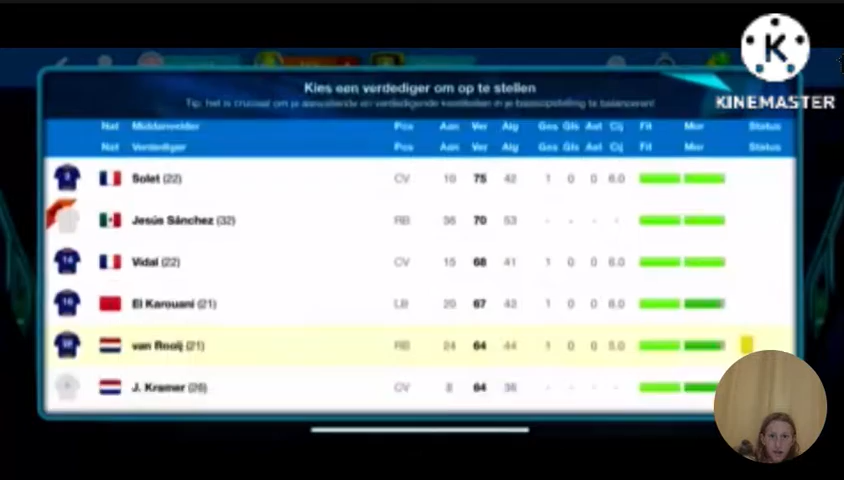 K
KINEMASTER
Kies een verdediger om op te stellen
Tip: het is cruciaal om je aanvallende en verdedigende kwaliteiten in je basisopstelling te balanceren!
Nat Middenvelder Pos Aan Ver Alg Ges Gls Ast Cij Fit Mor Status
Nat Verdediger Pos Aan Ver Alg Ges Gls Ast Cij Fit Mor Status
Solet (22) CV 10 75 42 1 0 0 6.0
Jesús Sánchez (32) RB 36 70 53 - - - -
14 Vidal (22) CV 15 68 41 1 0 0 6.0
El Karouani (21) LB 20 67 43 1 0 0 6.0
van Rooij (21) RB 24 64 44 1 0 0 5.0
J. Kramer (26) CV 8 64 36 - - - -